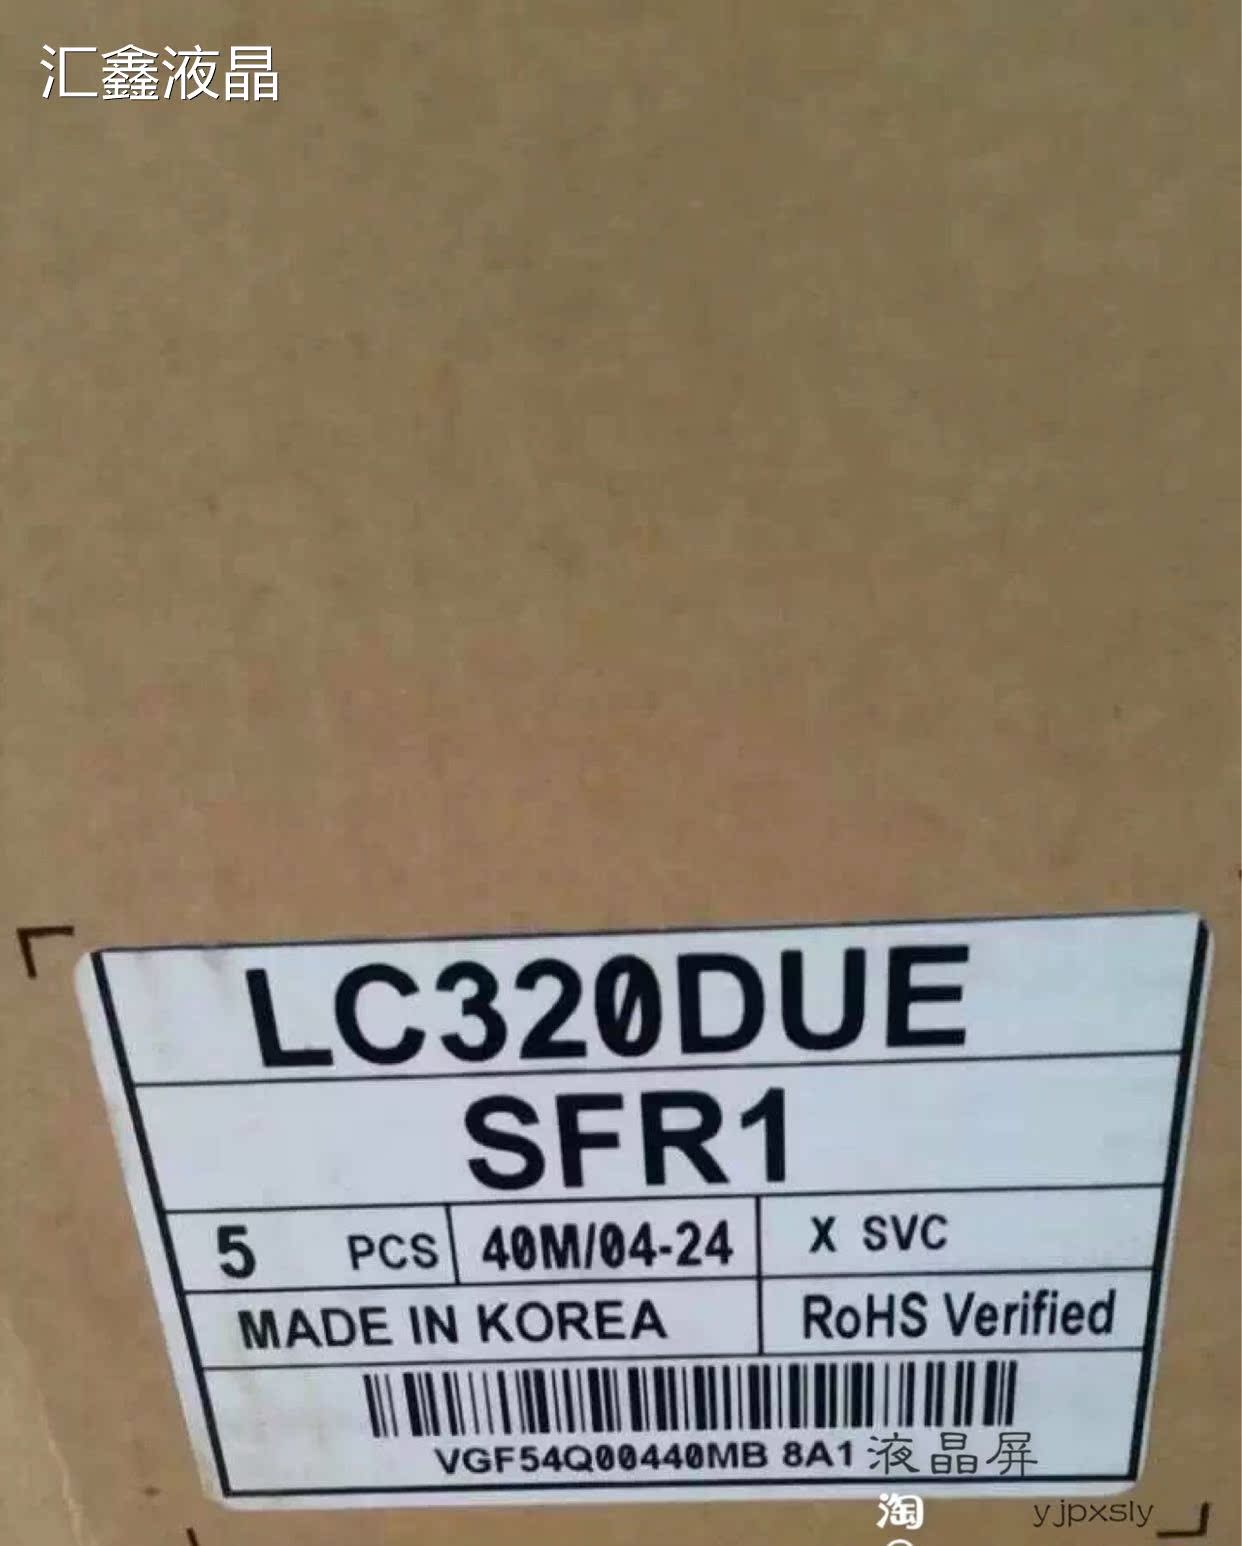 汇鑫液晶
LC320DUE
SFR1
5 PCS 40M/04-24 X SVC
MADE IN KOREA RoHS Verified
VGF54Q00440MB 8A1 液晶屏
淘 yjpxsly